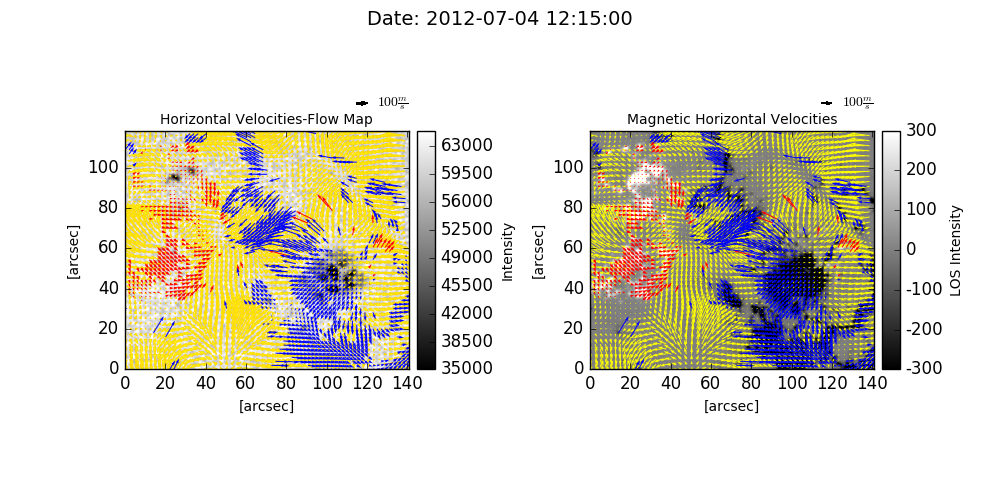 Date: 2012-07-04 12:15:00
100 m/s
100 m/s
Horizontal Velocities-Flow Map
Magnetic Horizontal Velocities
100
80
60
40
20
0
0 20 40 60 80 100 120 140
[arcsec]
[arcsec]
63000
59500
56000
52500
49000
45500
42000
38500
35000
Intensity
100
80
60
40
20
0
0 20 40 60 80 100 120 140
[arcsec]
[arcsec]
300
200
100
0
-100
-200
-300
LOS Intensity